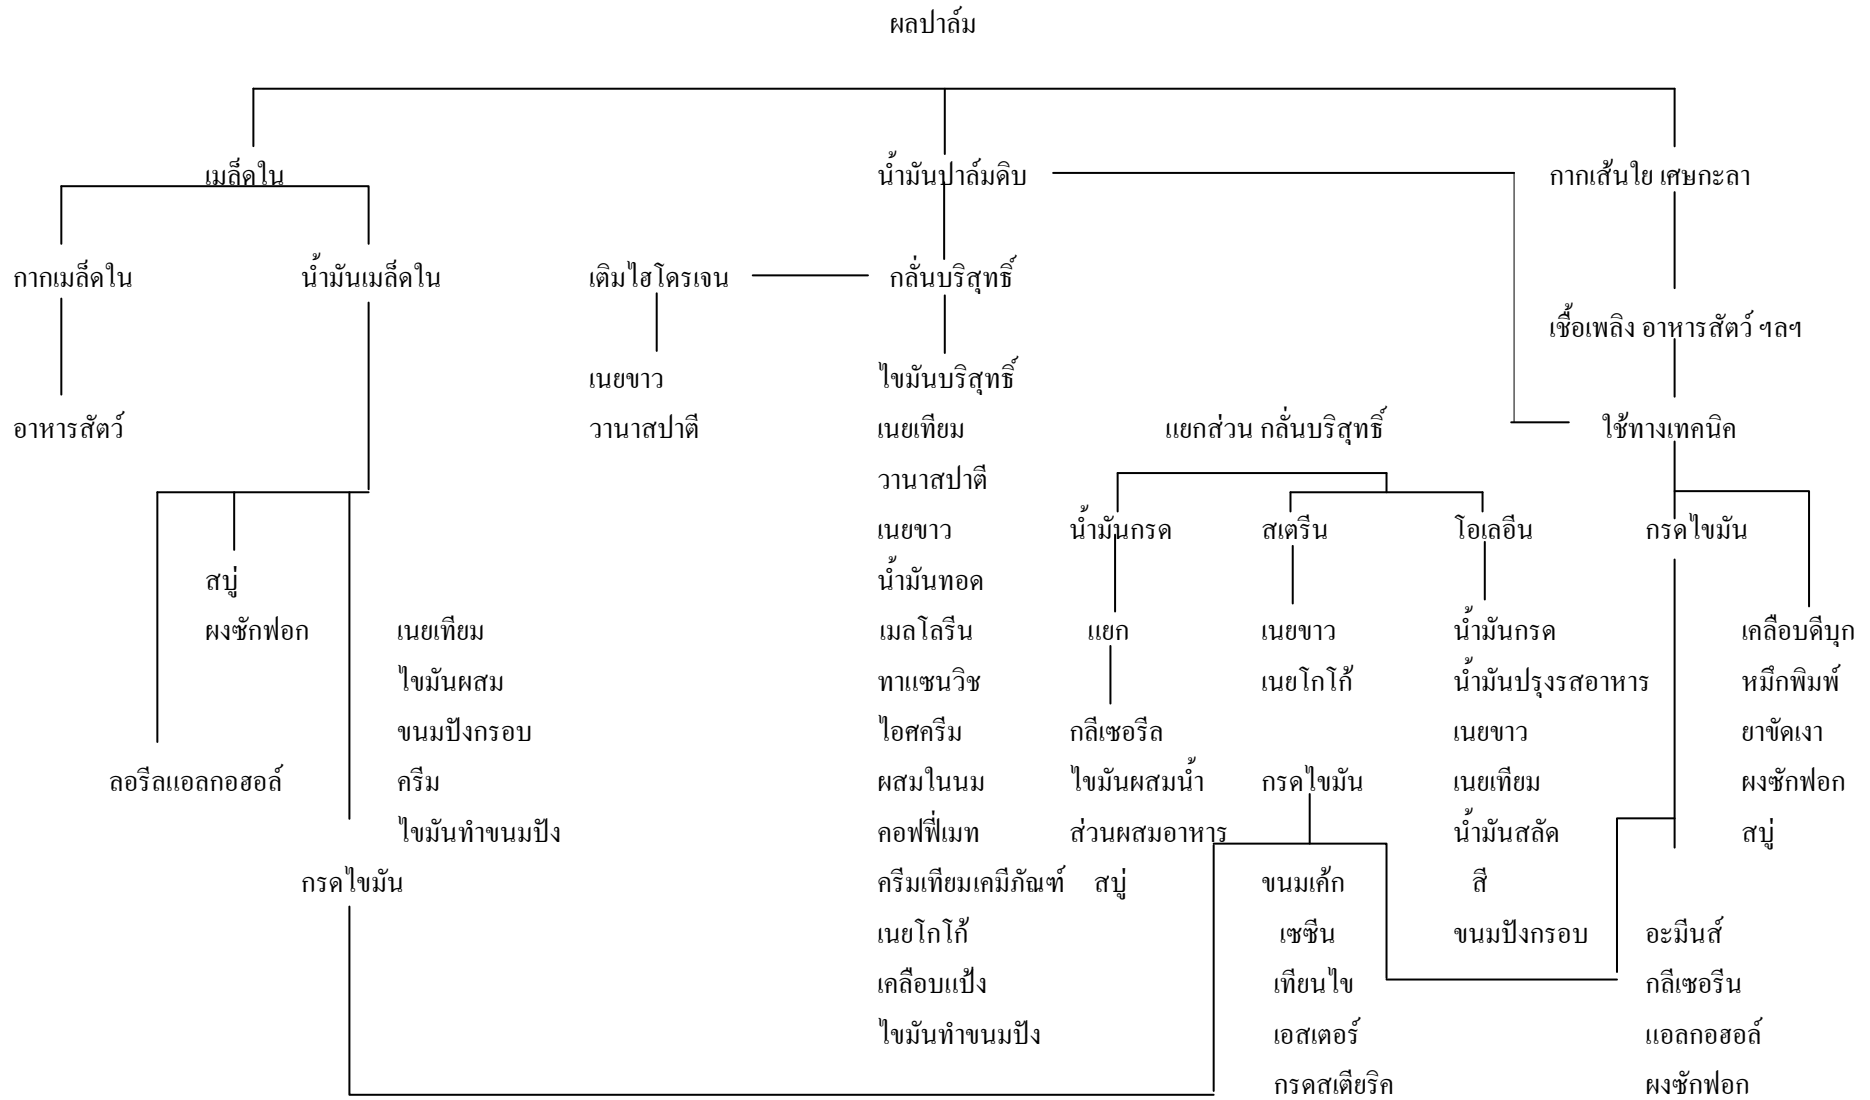 ผลปาล์ม
เมล็ดใน น้ำมันปาล์มดิบ กากเส้นใย เศษกะลา
กากเมล็ดใน น้ำมันเมล็ดใน เติมไฮโดรเจน กลั่นบริสุทธิ์
เชื้อเพลิง อาหารสัตว์ ฯลฯ
เนยขาว ไขมันบริสุทธิ์
อาหารสัตว์ วานาสปาตี เนยเทียม แยกส่วน กลั่นบริสุทธิ์ ใช้ทางเทคนิค
วานาสปาตี
เนยขาว น้ำมันกรด สเตรีน โอเลอีน กรดไขมัน
สบู่ น้ำมันทอด
ผงซักฟอก เนยเทียม เมลโลรีน แยก เนยขาว น้ำมันกรด เคลือบดีบุก
ไขมันผสม ทาแซนวิช เนยโกโก้ น้ำมันปรุงรสอาหาร หมึกพิมพ์
ขนมปังกรอบ ไอศครีม กลีเซอรีล เนยขาว ยาขัดเงา
ลอรีลแอลกอฮอล์ ครีม ผสมในนม ไขมันผสมน้ำ กรดไขมัน เนยเทียม ผงซักฟอก
ไขมันทำขนมปัง คอฟฟี่เมท ส่วนผสมอาหาร น้ำมันสลัด สบู่
กรดไขมัน ครีมเทียมเคมีภัณฑ์ สบู่ ขนมเค้ก สี
เนยโกโก้ เซซีน ขนมปังกรอบ อะมีนส์
เคลือบแป้ง เทียนไข กลีเซอรีน
ไขมันทำขนมปัง เอสเตอร์ แอลกอฮอล์
กรดสเตียริค ผงซักฟอก